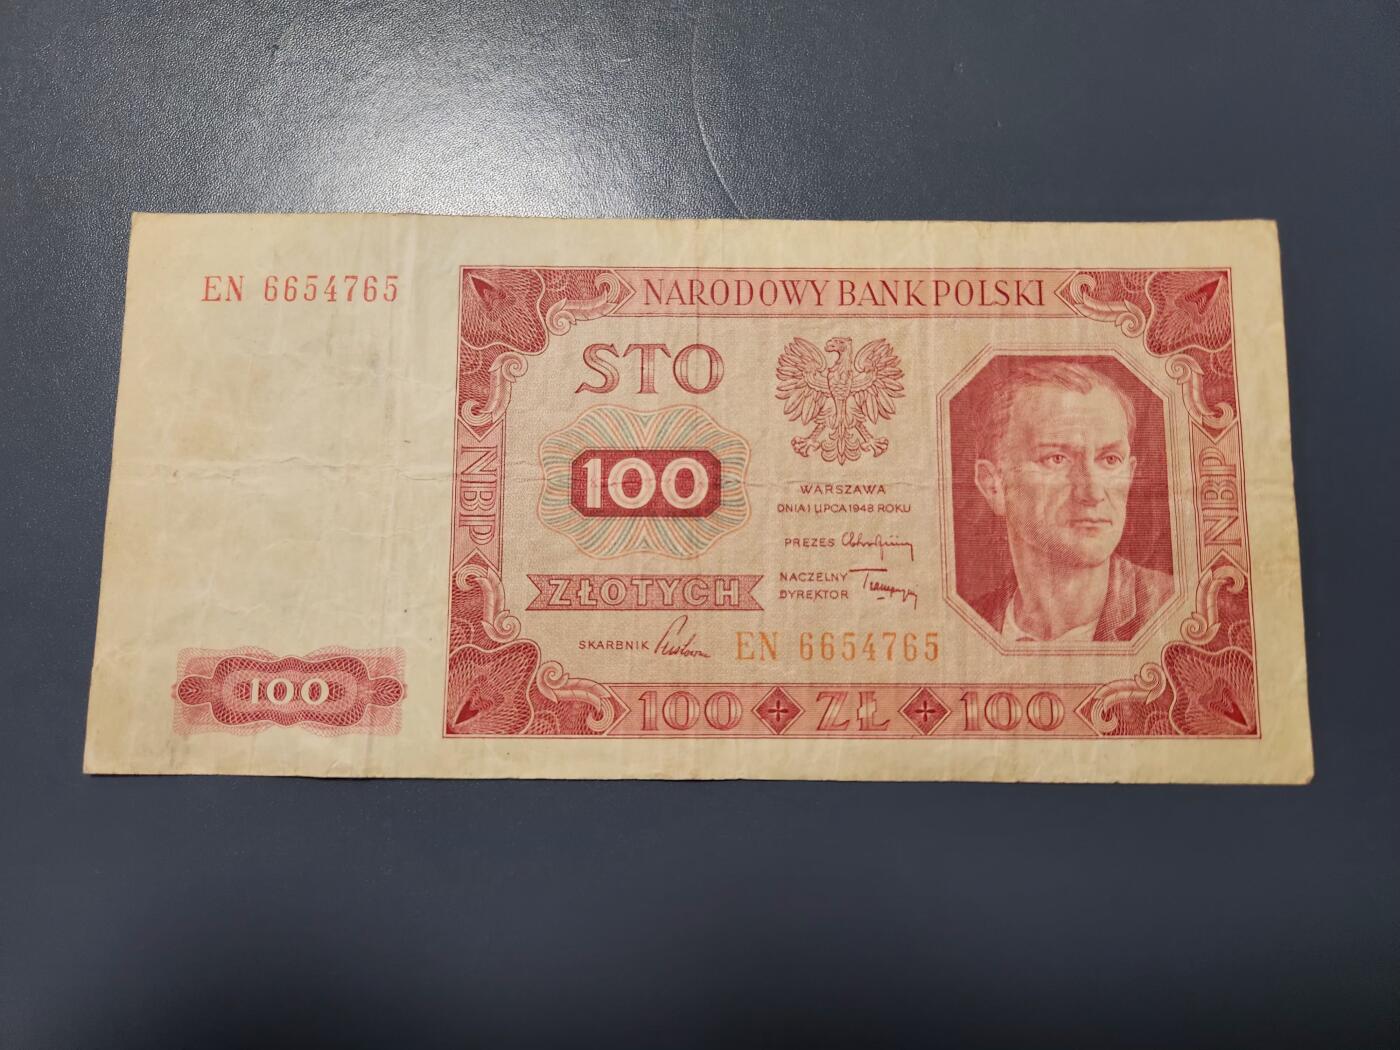 EN 6654765
NARODOWY BANK POLSKI
STO
100
ZŁOTYCH
WARSZAWA
DNIA 1 LIPCA 1948 ROKU
PREZES
NACZELNY
DYREKTOR
SKARBNIK
EN 6654765
NBP
NBP
100
100 ZŁ 100